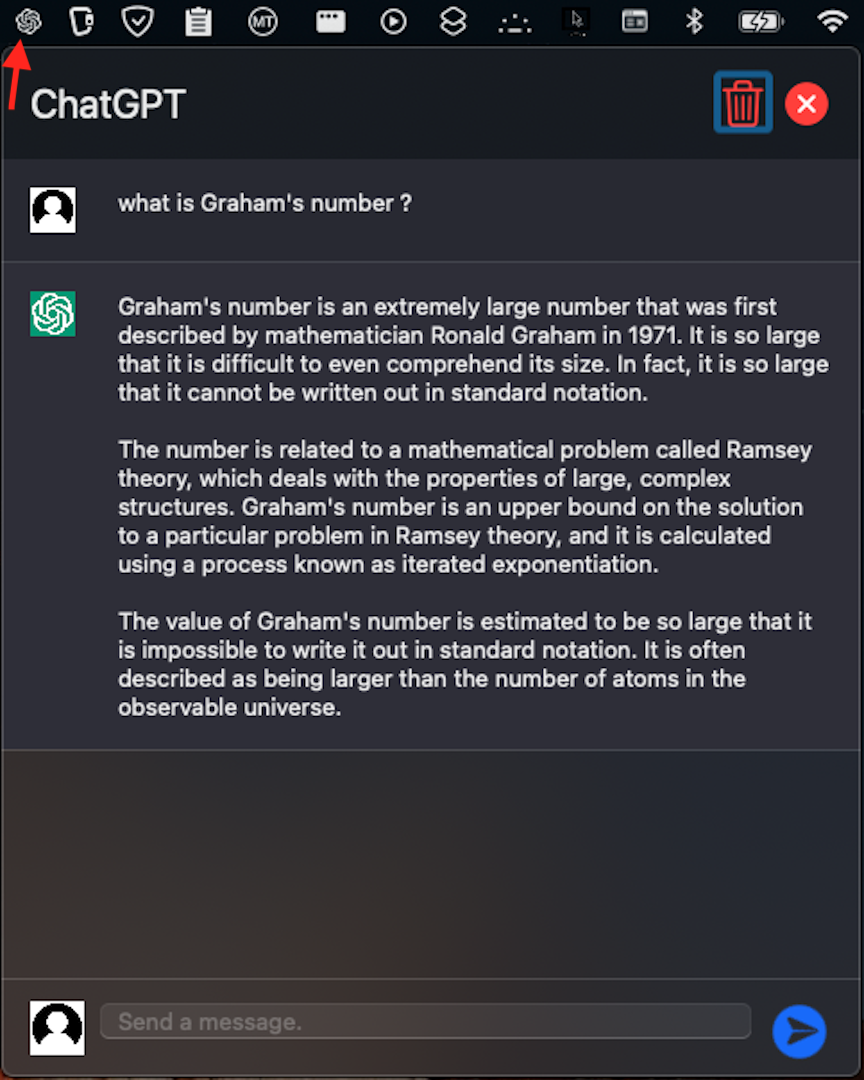 MT
ChatGPT
what is Graham's number ?
Graham's number is an extremely large number that was first
described by mathematician Ronald Graham in 1971. It is so large
that it is difficult to even comprehend its size. In fact, it is so large
that it cannot be written out in standard notation.
The number is related to a mathematical problem called Ramsey
theory, which deals with the properties of large, complex
structures. Graham's number is an upper bound on the solution
to a particular problem in Ramsey theory, and it is calculated
using a process known as iterated exponentiation.
The value of Graham's number is estimated to be so large that it
is impossible to write it out in standard notation. It is often
described as being larger than the number of atoms in the
observable universe.
Send a message.